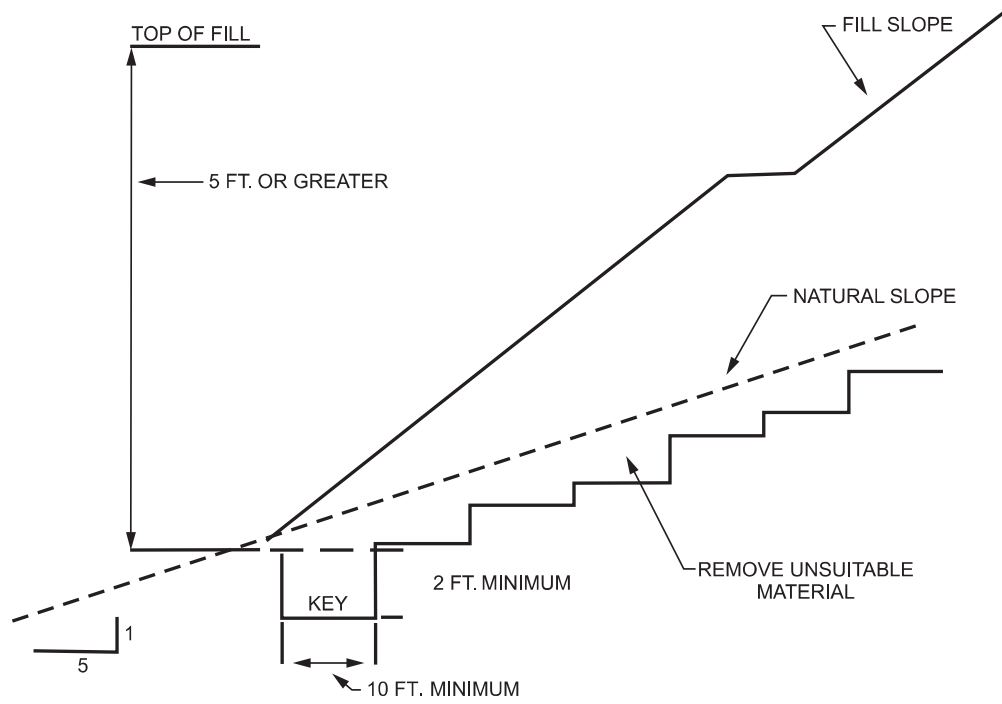 TOP OF FILL
FILL SLOPE
5 FT. OR GREATER
NATURAL SLOPE
2 FT. MINIMUM
REMOVE UNSUITABLE
MATERIAL
KEY
1
5
10 FT. MINIMUM